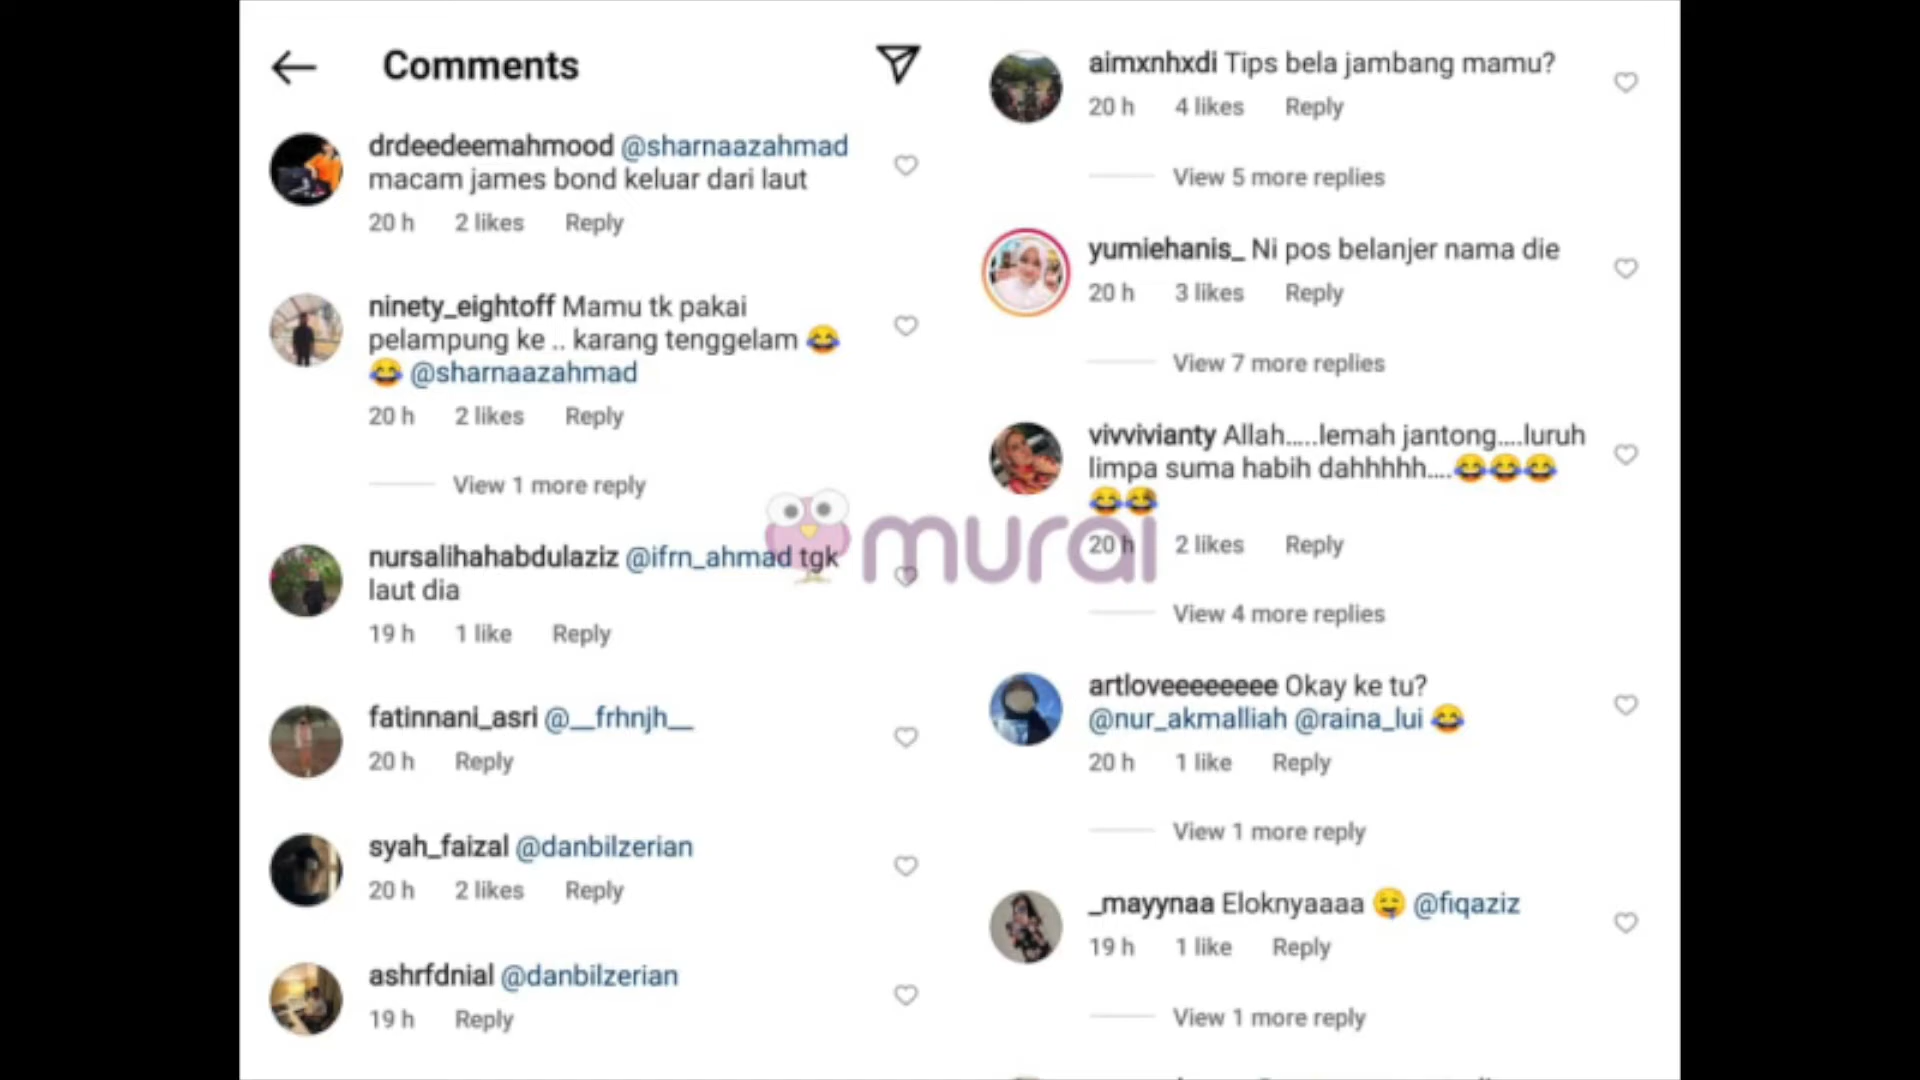 Comments
drdeedeemahmood @sharnaazahmad
macam james bond keluar dari laut
20 h 2 likes Reply
ninety_eightoff Mamu tk pakai
pelampung ke .. karang tenggelam 😂
😂 @sharnaazahmad
20 h 2 likes Reply
View 1 more reply
nursalihahabdulaziz @ifrn_ahmad tgk
laut dia
19 h 1 like Reply
fatinnani_asri @__frhnjh__
20 h Reply
syah_faizal @danbilzerian
20 h 2 likes Reply
ashrfdnial @danbilzerian
19 h Reply
aimxnhxdi Tips bela jambang mamu?
20 h 4 likes Reply
View 5 more replies
yumiehanis_ Ni pos belanjer nama die
20 h 3 likes Reply
View 7 more replies
vivvivianty Allah.....lemah jantong....luruh
limpa suma habih dahhhhh....😂😂😂
😂😂
20 h 2 likes Reply
View 4 more replies
artloveeeeeeee Okay ke tu?
@nur_akmalliah @raina_lui 😂
20 h 1 like Reply
View 1 more reply
_mayynaa Eloknyaaaa 🤤 @fiqaziz
19 h 1 like Reply
View 1 more reply
murai